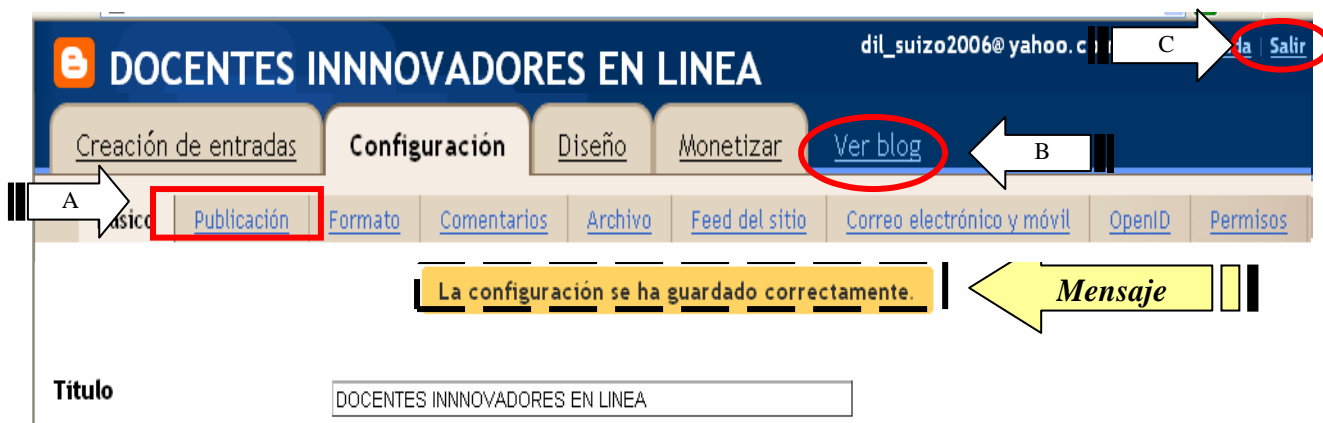 dil_suizo2006@yahoo.c C da | Salir
DOCENTES INNNOVADORES EN LINEA
Creación de entradas Configuración Diseño Monetizar Ver blog B
A Publicación Formato Comentarios Archivo Feed del sitio Correo electrónico y móvil OpenID Permisos
La configuración se ha guardado correctamente. Mensaje
Título DOCENTES INNNOVADORES EN LINEA